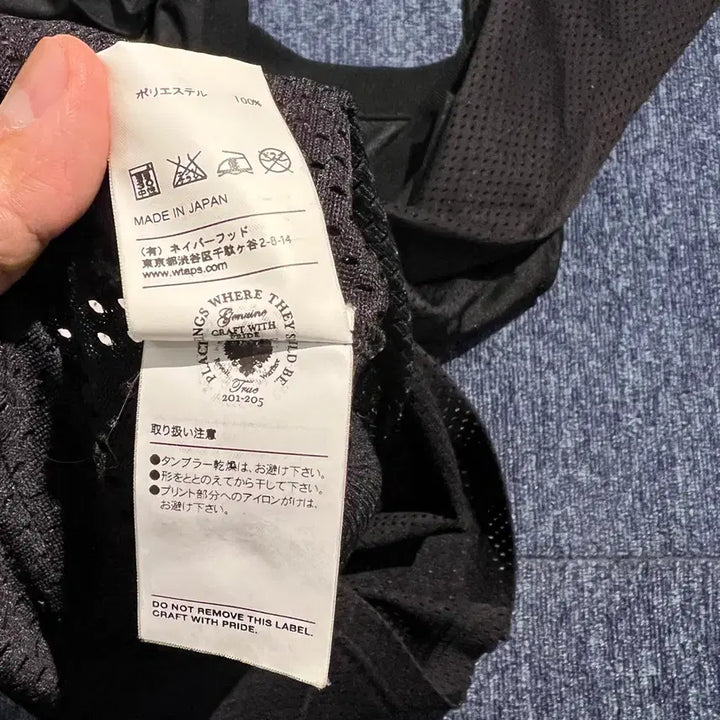 ポリエステル 100%
MADE IN JAPAN
(有) ネイバーフッド
東京都渋谷区千駄ヶ谷2-8-14
www.wtaps.com
PLACTINGS WHERE THEY SULD BE
Genuine
CRAFT WITH
PRIDE
True
201-205
取り扱い注意
●タンブラー乾燥は、お避け下さい。
●形をととのえてから干して下さい。
●プリント部分へのアイロンがけは、
お避け下さい。
DO NOT REMOVE THIS LABEL.
CRAFT WITH PRIDE.